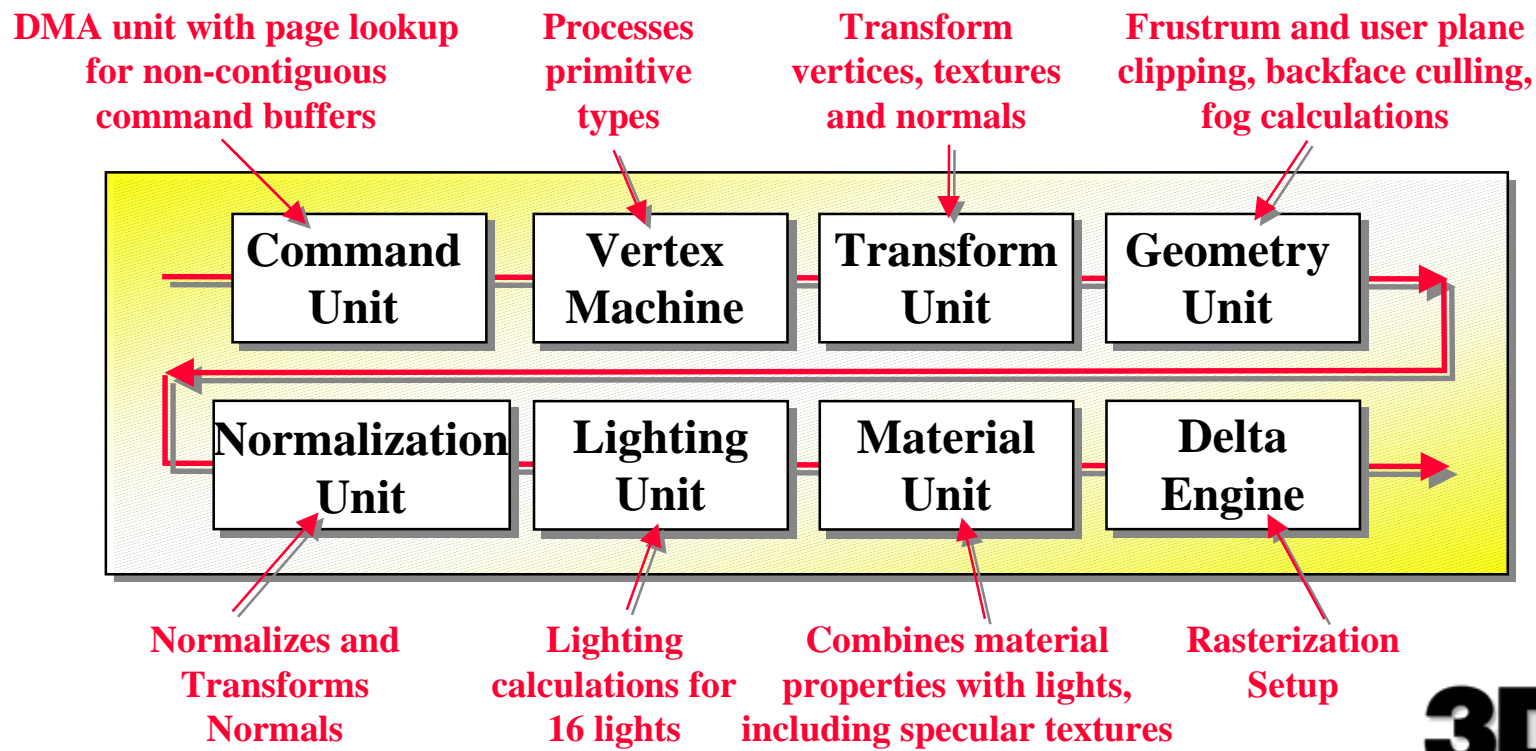 DMA unit with page lookup
for non-contiguous
command buffers
Processes
primitive
types
Transform
vertices, textures
and normals
Frustrum and user plane
clipping, backface culling,
fog calculations
Command
Unit
Vertex
Machine
Transform
Unit
Geometry
Unit
Normalization
Unit
Lighting
Unit
Material
Unit
Delta
Engine
Normalizes and
Transforms
Normals
Lighting
calculations for
16 lights
Combines material
properties with lights,
including specular textures
Rasterization
Setup
3D